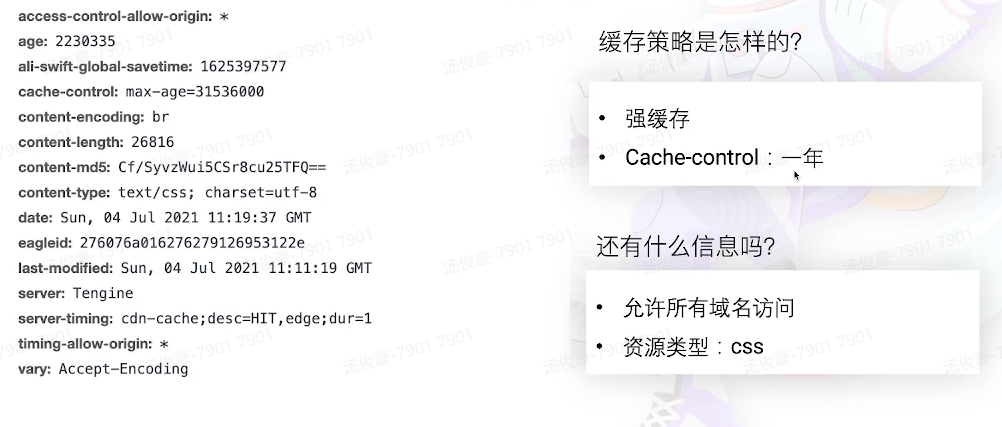 access-control-allow-origin: *
age: 2230335
ali-swift-global-savetime: 1625397577
cache-control: max-age=31536000
content-encoding: br
content-length: 26816
content-md5: Cf/SyvzWui5CSr8cu25TFQ==
content-type: text/css; charset=utf-8
date: Sun, 04 Jul 2021 11:19:37 GMT
eagleid: 276076a016276279126953122e
last-modified: Sun, 04 Jul 2021 11:11:19 GMT
server: Tengine
server-timing: cdn-cache;desc=HIT,edge;dur=1
timing-allow-origin: *
vary: Accept-Encoding
缓存策略是怎样的?
• 强缓存
• Cache-control：一年
还有什么信息吗?
• 允许所有域名访问
• 资源类型：css
汤俊豪-7901 7901